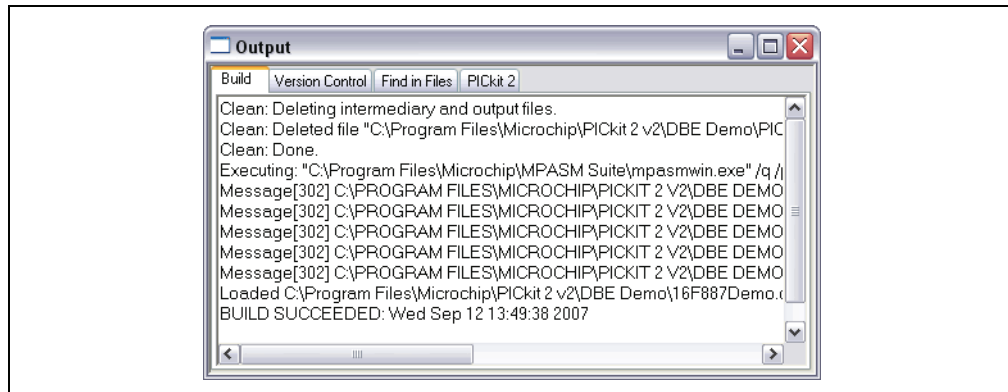 Output
Build Version Control Find in Files PICkit 2
Clean: Deleting intermediary and output files.
Clean: Deleted file "C:\Program Files\Microchip\PICkit 2 v2\DBE Demo\PIC
Clean: Done.
Executing: "C:\Program Files\Microchip\MPASM Suite\mpasmwin.exe" /q /p
Message[302] C:\PROGRAM FILES\MICROCHIP\PICKIT 2 V2\DBE DEMO
Message[302] C:\PROGRAM FILES\MICROCHIP\PICKIT 2 V2\DBE DEMO
Message[302] C:\PROGRAM FILES\MICROCHIP\PICKIT 2 V2\DBE DEMO
Message[302] C:\PROGRAM FILES\MICROCHIP\PICKIT 2 V2\DBE DEMO
Message[302] C:\PROGRAM FILES\MICROCHIP\PICKIT 2 V2\DBE DEMO
Loaded C:\Program Files\Microchip\PICkit 2 v2\DBE Demo\16F887Demo.c
BUILD SUCCEEDED: Wed Sep 12 13:49:38 2007